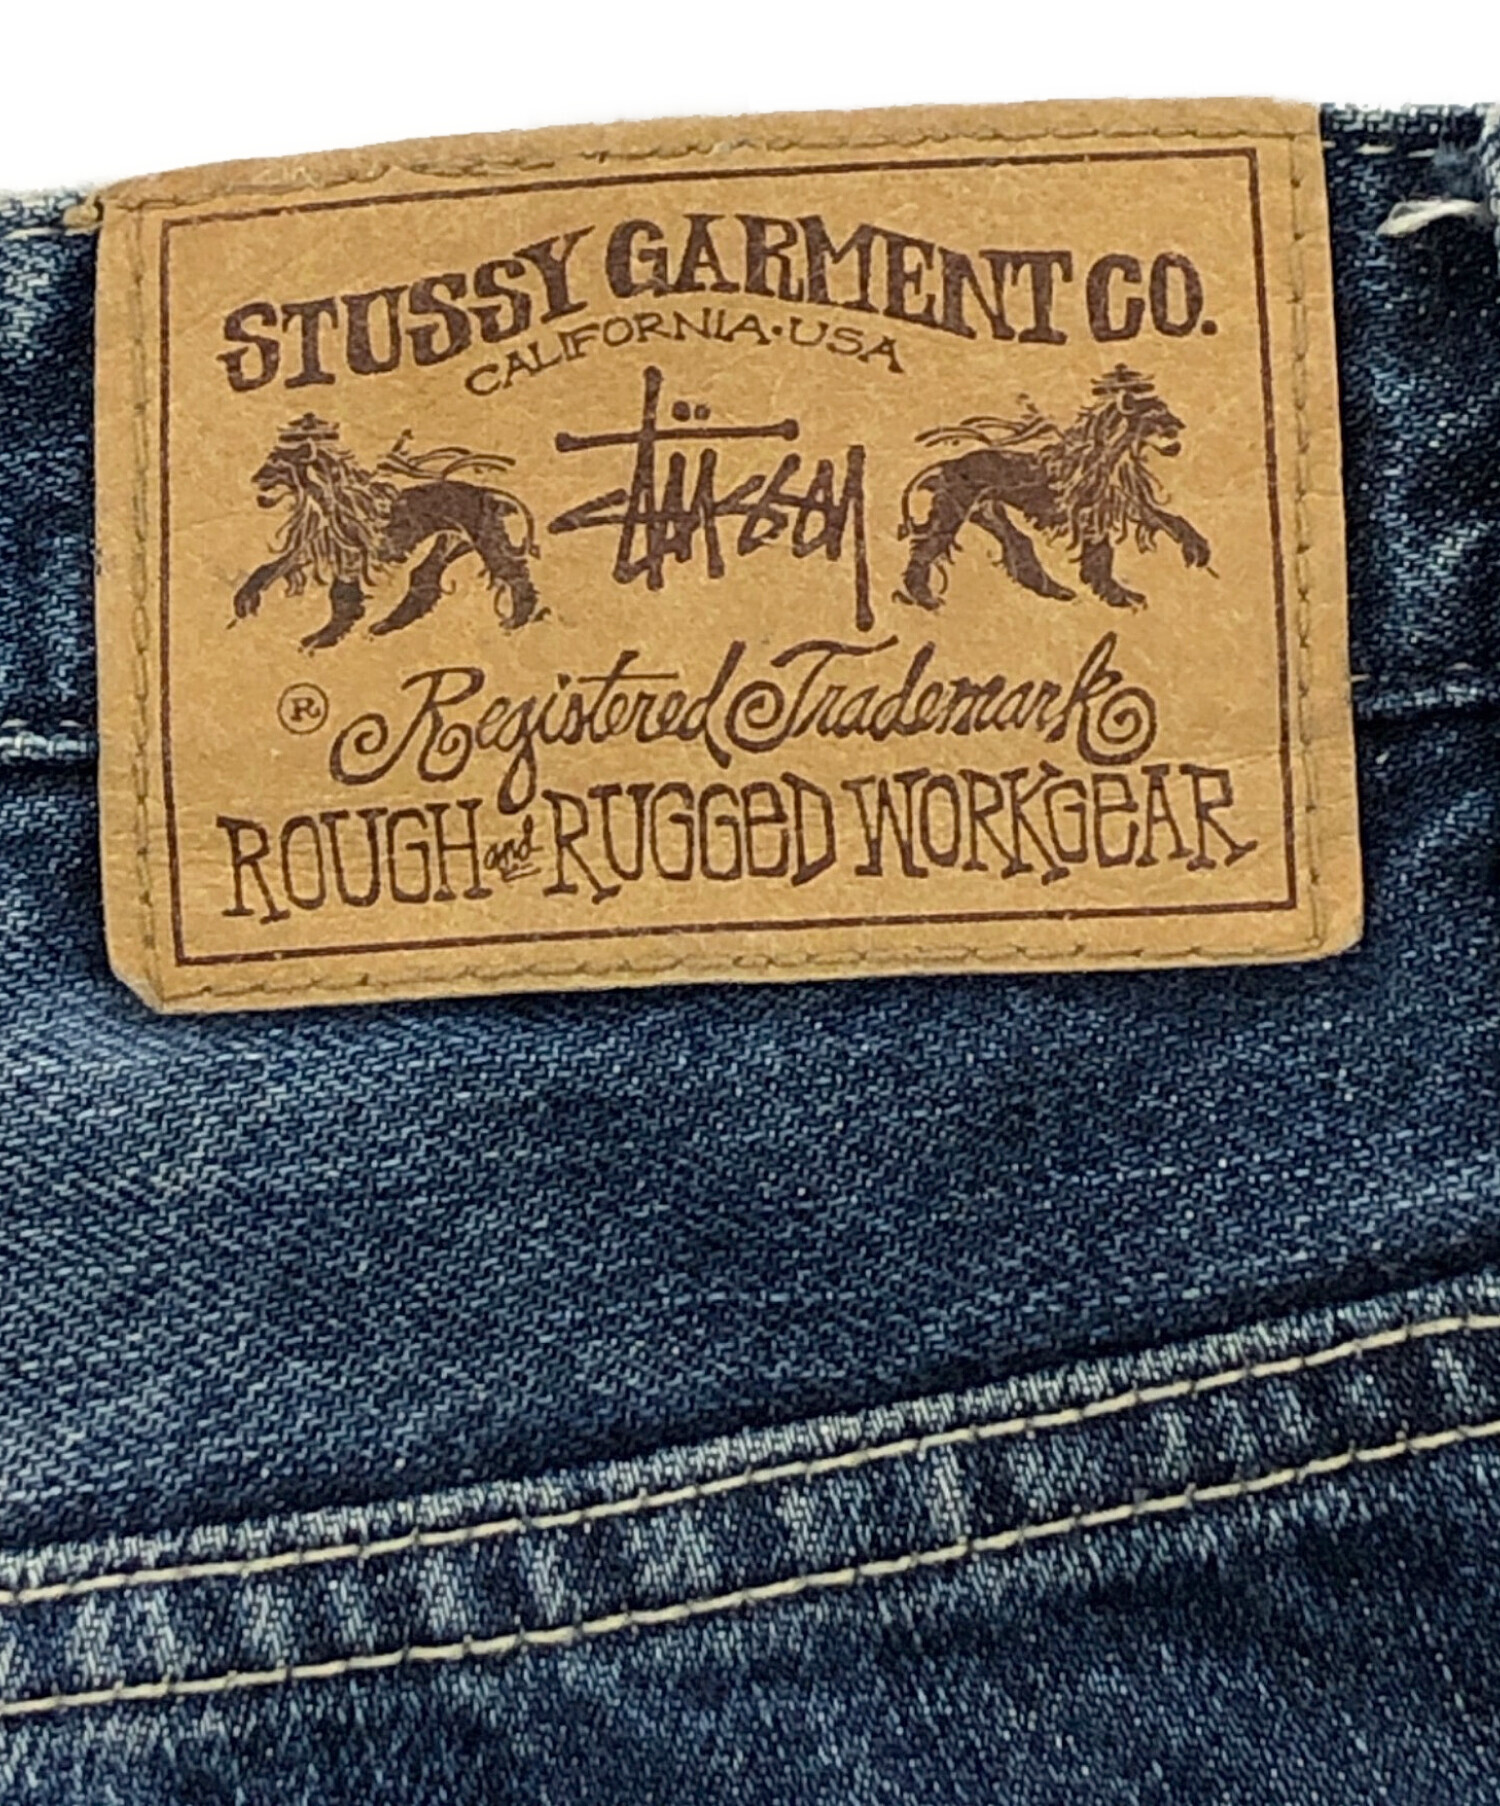 STUSSY GARMENT CO.
CALIFORNIA·USA
Stüssy
® Registered Trademark
ROUGH and RUGGED WORKGEAR